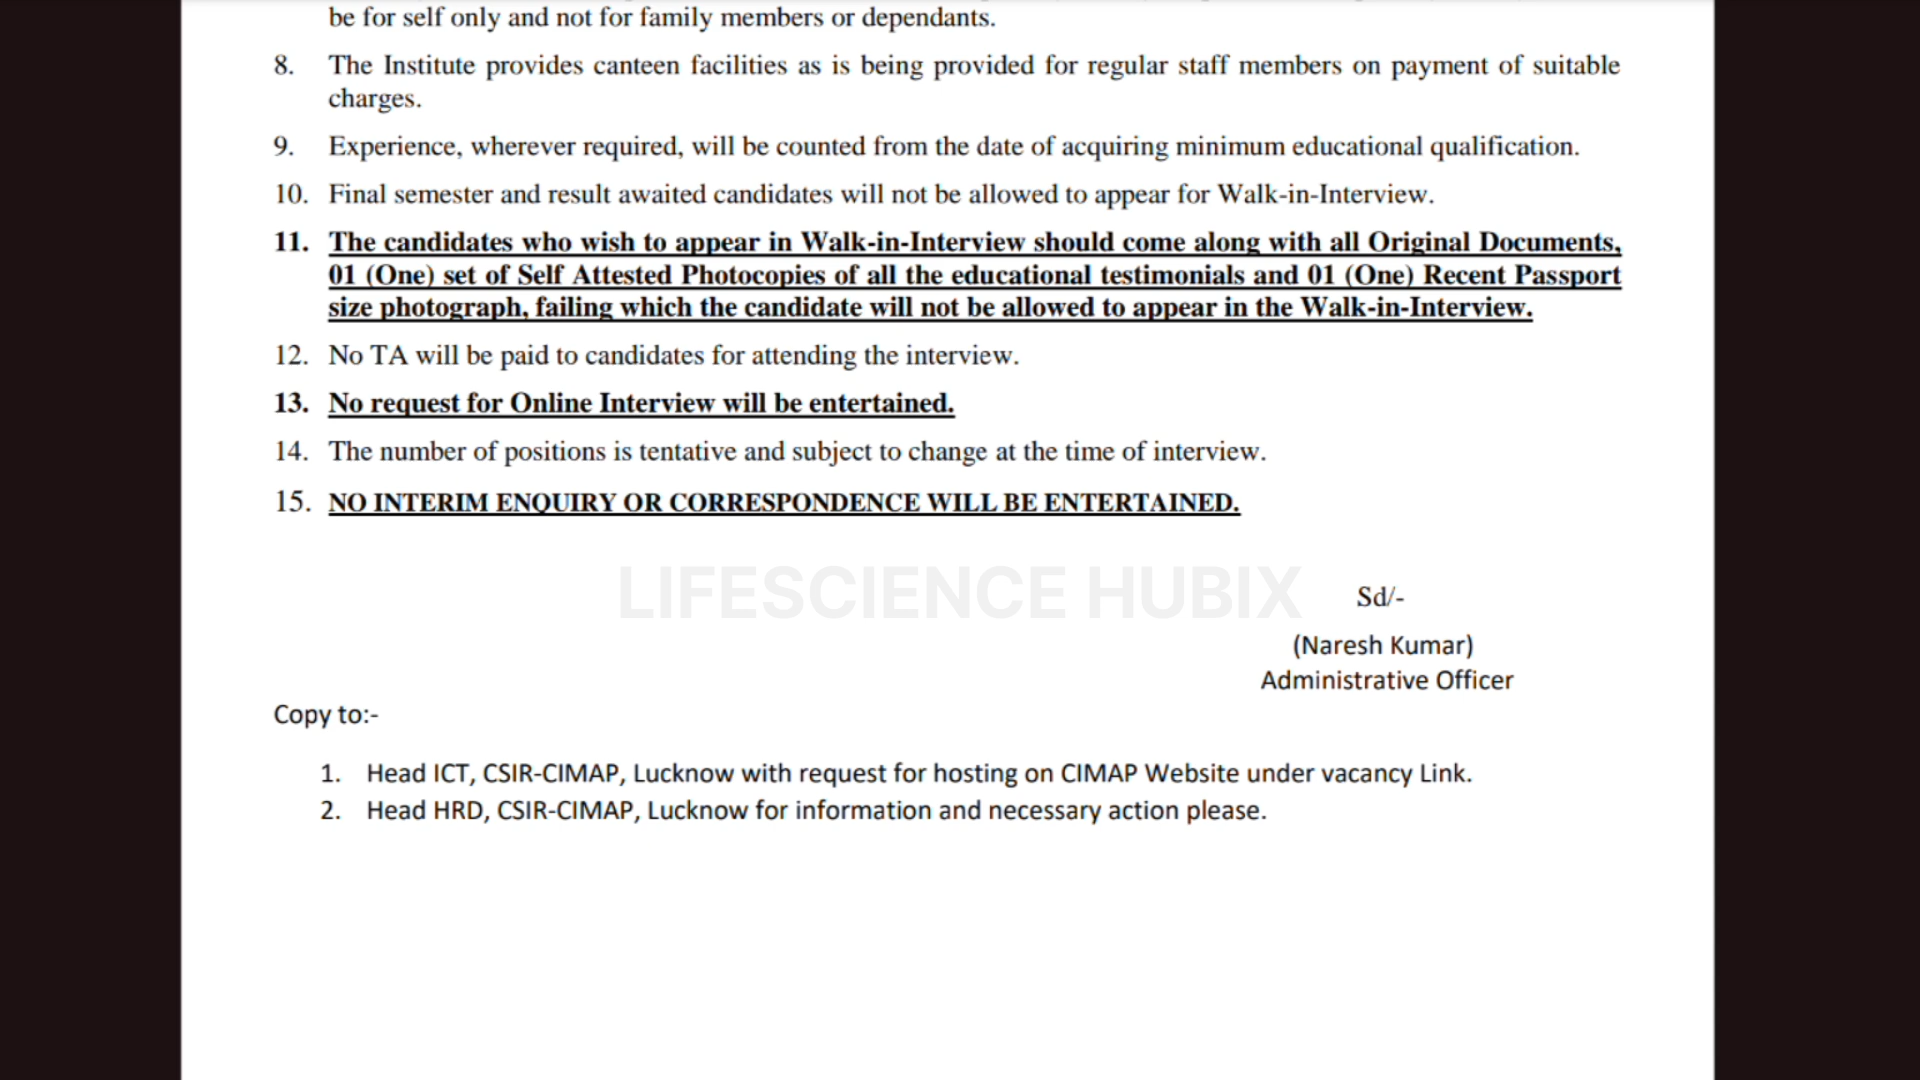 be for self only and not for family members or dependants.
8. The Institute provides canteen facilities as is being provided for regular staff members on payment of suitable
charges.
9. Experience, wherever required, will be counted from the date of acquiring minimum educational qualification.
10. Final semester and result awaited candidates will not be allowed to appear for Walk-in-Interview.
11. The candidates who wish to appear in Walk-in-Interview should come along with all Original Documents,
01 (One) set of Self Attested Photocopies of all the educational testimonials and 01 (One) Recent Passport
size photograph, failing which the candidate will not be allowed to appear in the Walk-in-Interview.
12. No TA will be paid to candidates for attending the interview.
13. No request for Online Interview will be entertained.
14. The number of positions is tentative and subject to change at the time of interview.
15. NO INTERIM ENQUIRY OR CORRESPONDENCE WILL BE ENTERTAINED.
LIFESCIENCE HUBIX
Sd/-
(Naresh Kumar)
Administrative Officer
Copy to:-
1. Head ICT, CSIR-CIMAP, Lucknow with request for hosting on CIMAP Website under vacancy Link.
2. Head HRD, CSIR-CIMAP, Lucknow for information and necessary action please.